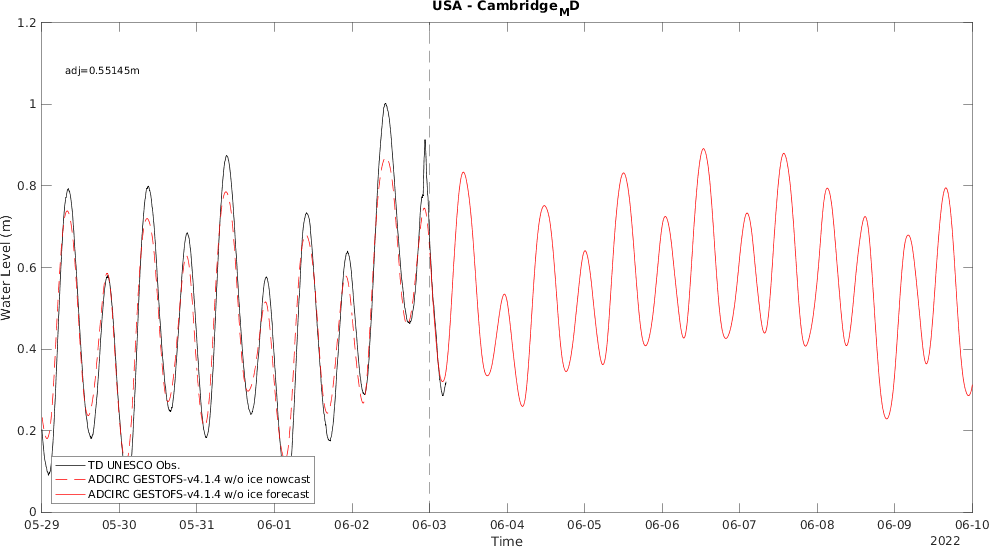 USA - Cambridge_MD
1.2
adj=0.55145m
1
0.8
0.6
0.4
0.2
0
Water Level (m)
TD UNESCO Obs.
ADCIRC GESTOFS-v4.1.4 w/o ice nowcast
ADCIRC GESTOFS-v4.1.4 w/o ice forecast
05-29 05-30 05-31 06-01 06-02 06-03 06-04 06-05 06-06 06-07 06-08 06-09 06-10
Time
2022